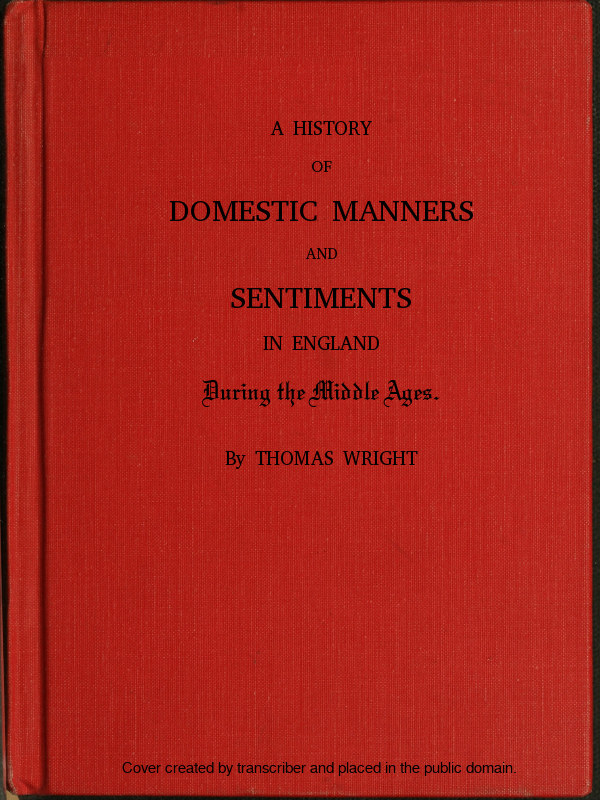 A HISTORY
OF
DOMESTIC MANNERS
AND
SENTIMENTS
IN ENGLAND
During the Middle Ages.
By THOMAS WRIGHT
Cover created by transcriber and placed in the public domain.